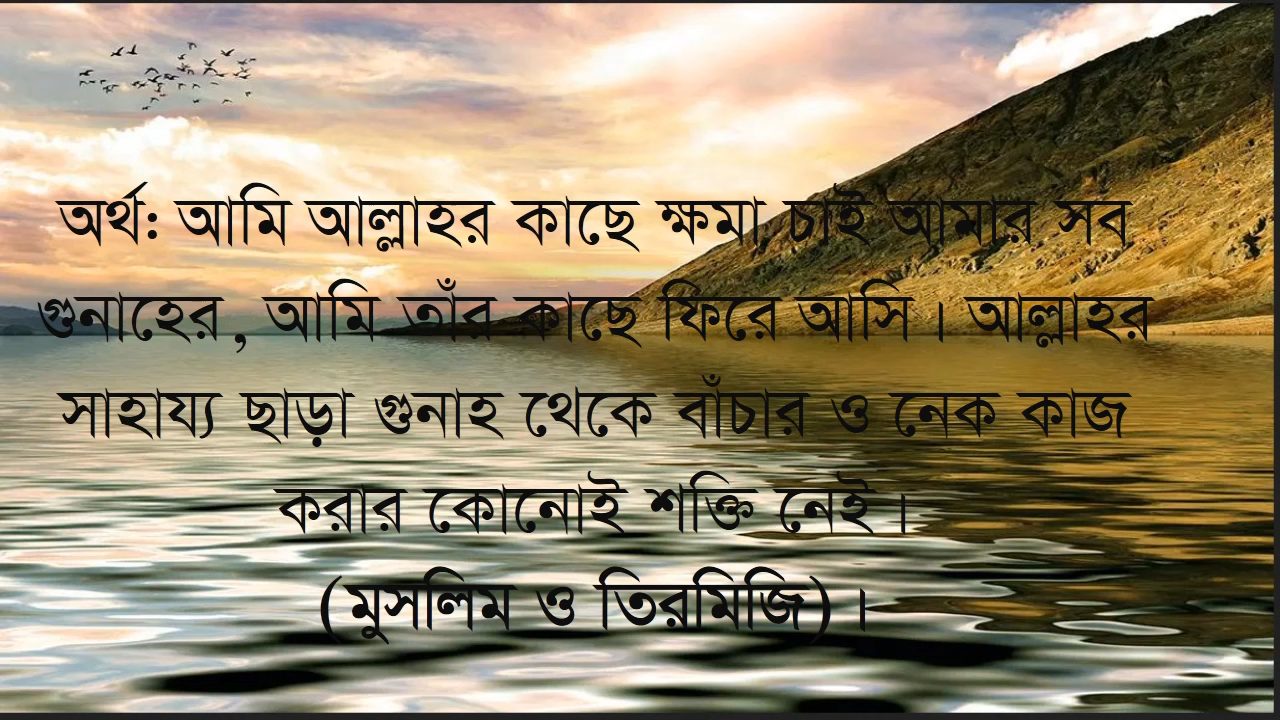 অর্থ: আমি আল্লাহর কাছে ক্ষমা চাই আমার সব
গুনাহের, আমি তাঁর কাছে ফিরে আসি। আল্লাহর
সাহায্য ছাড়া গুনাহ থেকে বাঁচার ও নেক কাজ
করার কোনোই শক্তি নেই।
(মুসলিম ও তিরমিজি)।